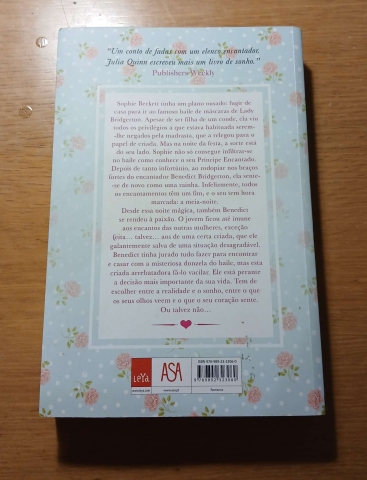 "Um conto de fadas com um elenco encantador.
Julia Quinn escreveu mais um livro de sonho."
Publishers Weekly
Sophie Beckett tinha um plano ousado: fugir de
casa para ir ao famoso baile de máscaras de Lady
Bridgerton. Apesar de ser filha de um conde, ela viu
todos os privilégios a que estava habituada serem-
-lhe negados pela madrasta, que a relegou para o
papel de criada. Mas na noite da festa, a sorte está
do seu lado. Sophie não só consegue infiltrar-se
no baile como conhece o seu Príncipe Encantado.
Depois de tanto infortúnio, ao rodopiar nos braços
fortes do encantador Benedict Bridgerton, ela sente-
-se de novo como uma rainha. Infelizmente, todos
os encantamentos têm um fim, e o seu tem hora
marcada: a meia-noite.
Desde essa noite mágica, também Benedict
se rendeu à paixão. O jovem ficou até imune
aos encantos das outras mulheres, exceção
feita... talvez... aos de uma certa criada, que ele
galantemente salva de uma situação desagradável.
Benedict tinha jurado tudo fazer para encontrar
e casar com a misteriosa donzela do baile, mas esta
criada arrebatadora fá-lo vacilar. Ele está perante
a decisão mais importante da sua vida. Tem de
escolher entre a realidade e o sonho, entre o que
os seus olhos veem e o que o seu coração sente.
Ou talvez não...
LeYa
ASA